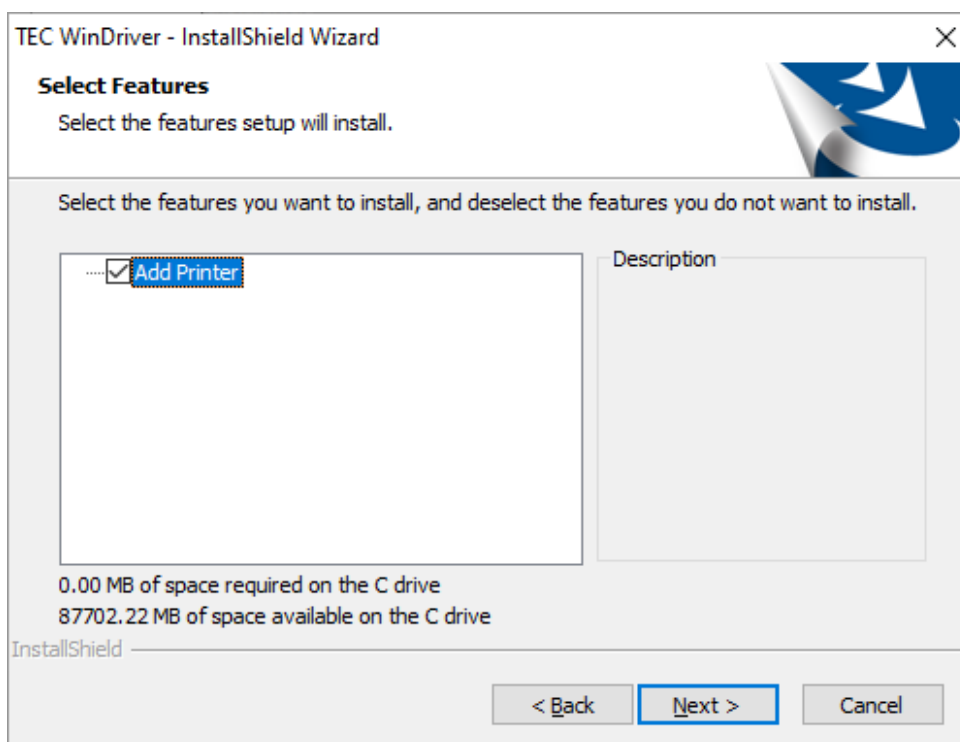 TEC WinDriver - InstallShield Wizard
Select Features
Select the features setup will install.
Select the features you want to install, and deselect the features you do not want to install.
Add Printer
Description
0.00 MB of space required on the C drive
87702.22 MB of space available on the C drive
InstallShield
< Back
Next >
Cancel